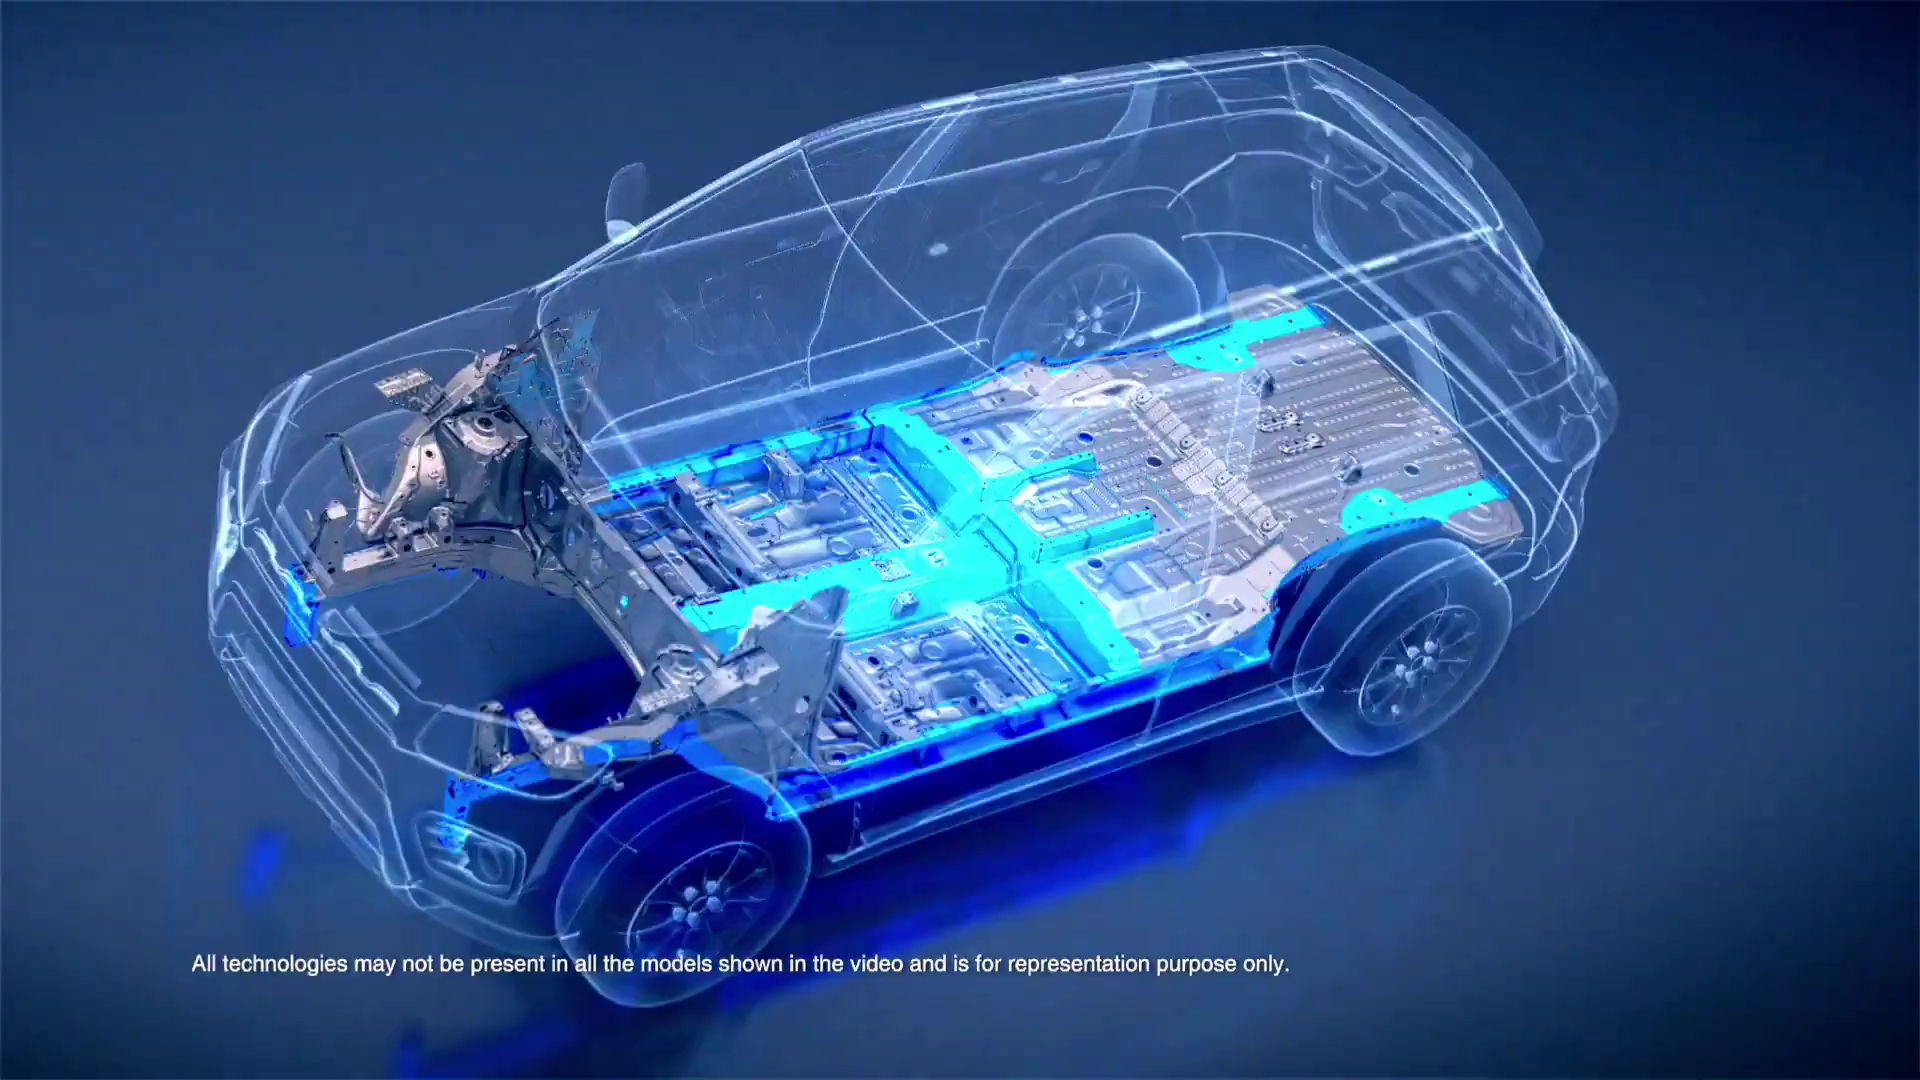 All technologies may not be present in all the models shown in the video and is for representation purpose only.